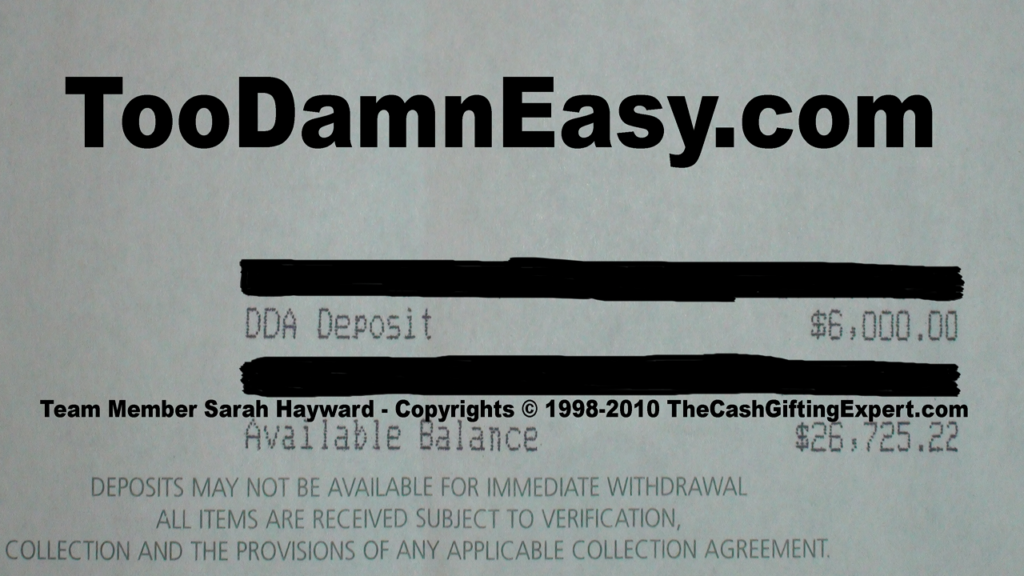 TooDamnEasy.com
DDA Deposit $6,000.00
Team Member Sarah Hayward - Copyrights © 1998-2010 TheCashGiftingExpert.com
Available Balance $26,725.22
DEPOSITS MAY NOT BE AVAILABLE FOR IMMEDIATE WITHDRAWAL
ALL ITEMS ARE RECEIVED SUBJECT TO VERIFICATION,
COLLECTION AND THE PROVISIONS OF ANY APPLICABLE COLLECTION AGREEMENT.